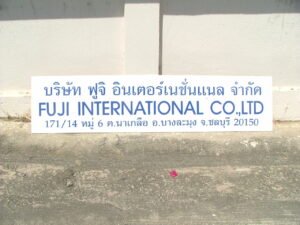 บริษัท ฟูจิ อินเตอร์เนชั่นแนล จำกัด
FUJI INTERNATIONAL CO.,LTD
171/14 หมู่ 6 ต.นาเกลือ อ.บางละมุง จ.ชลบุรี 20150